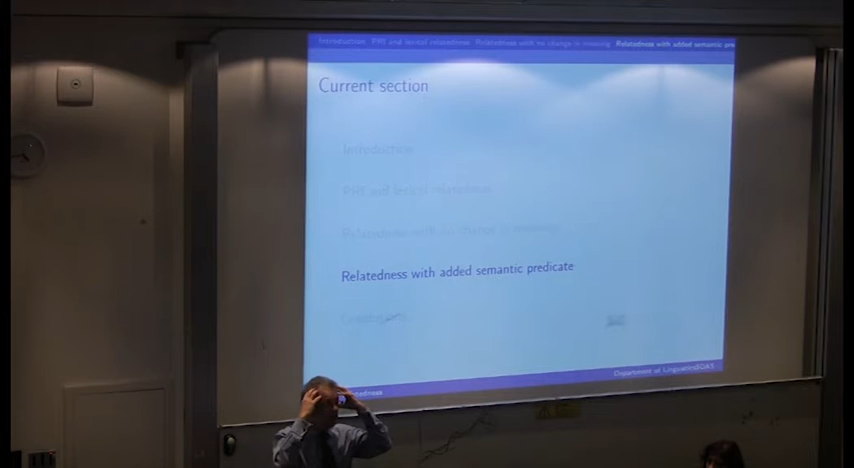 Introduction PRI and lexical relatedness Relatedness with no change in meaning Relatedness with added semantic pre
Current section
Introduction
PRI and lexical relatedness
Relatedness with no change in meaning
Relatedness with added semantic predicate
Department of Linguistics